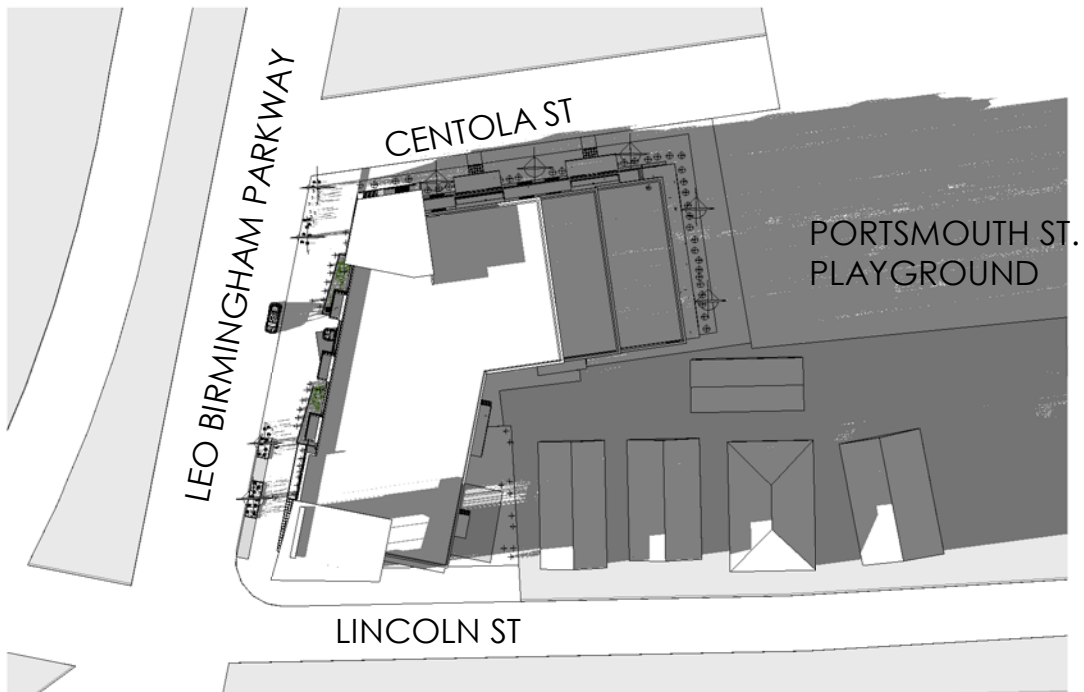 LEO BIRMINGHAM PARKWAY
CENTOLA ST
PORTSMOUTH ST.
PLAYGROUND
LINCOLN ST